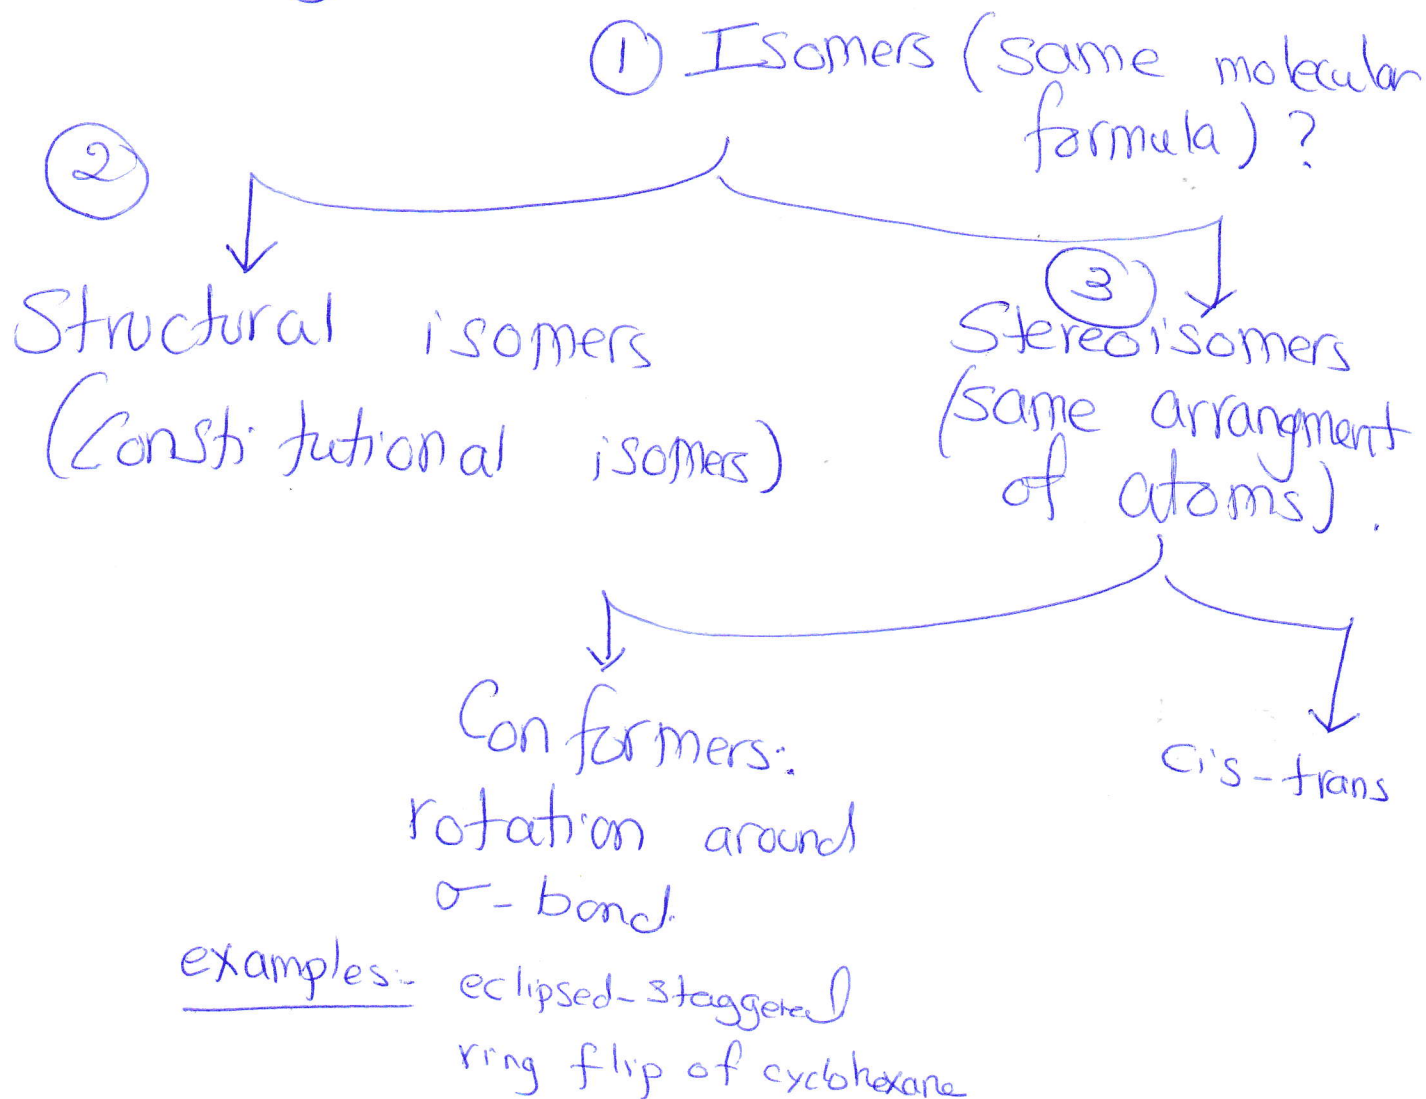 ① Isomers (same molecular
formula)?
②
Structural isomers
(Constitutional isomers)
③
Stereoisomers
(same arrangment
of atoms).
Conformers:
rotation around
σ-bond.
cis-trans
examples:- eclipsed-staggered
ring flip of cyclohexane